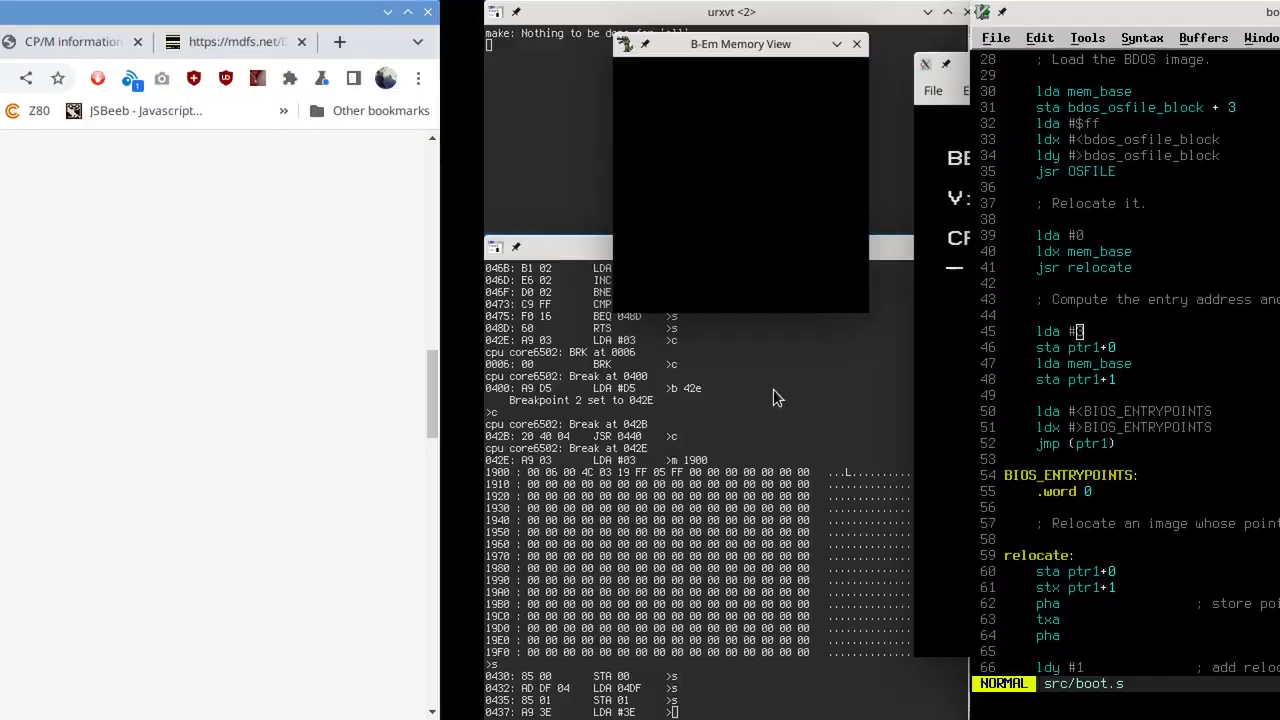 CP/M information
https://mdfs.net/D
Z80
JSBeeb - Javascript...
»
Other bookmarks
urxvt <2>
make: Nothing to be done for 'all'.
B-Em Memory View
046B: B1 02 LDA
046D: E6 02 INC
046F: D0 02 BNE
0473: C9 FF CMP
0475: F0 16 BEQ 048D >s
048D: 60 RTS >s
042E: A9 03 LDA #03 >c
cpu core6502: BRK at 0006
0006: 00 BRK >c
cpu core6502: Break at 0400
0400: A9 D5 LDA #D5 >b 42e
Breakpoint 2 set to 042E
>c
cpu core6502: Break at 042B
042B: 20 40 04 JSR 0440 >c
cpu core6502: Break at 042E
042E: A9 03 LDA #03 >m 1900
1900 : 00 06 00 4C 03 19 FF 05 FF 00 00 00 00 00 00 00 ...L............
1910 : 00 00 00 00 00 00 00 00 00 00 00 00 00 00 00 00 ................
1920 : 00 00 00 00 00 00 00 00 00 00 00 00 00 00 00 00 ................
1930 : 00 00 00 00 00 00 00 00 00 00 00 00 00 00 00 00 ................
1940 : 00 00 00 00 00 00 00 00 00 00 00 00 00 00 00 00 ................
1950 : 00 00 00 00 00 00 00 00 00 00 00 00 00 00 00 00 ................
1960 : 00 00 00 00 00 00 00 00 00 00 00 00 00 00 00 00 ................
1970 : 00 00 00 00 00 00 00 00 00 00 00 00 00 00 00 00 ................
1980 : 00 00 00 00 00 00 00 00 00 00 00 00 00 00 00 00 ................
1990 : 00 00 00 00 00 00 00 00 00 00 00 00 00 00 00 00 ................
19A0 : 00 00 00 00 00 00 00 00 00 00 00 00 00 00 00 00 ................
19B0 : 00 00 00 00 00 00 00 00 00 00 00 00 00 00 00 00 ................
19C0 : 00 00 00 00 00 00 00 00 00 00 00 00 00 00 00 00 ................
19D0 : 00 00 00 00 00 00 00 00 00 00 00 00 00 00 00 00 ................
19E0 : 00 00 00 00 00 00 00 00 00 00 00 00 00 00 00 00 ................
19F0 : 00 00 00 00 00 00 00 00 00 00 00 00 00 00 00 00 ................
>s
0430: 85 00 STA 00 >s
0432: AD DF 04 LDA 04DF >s
0435: 85 01 STA 01 >s
0437: A9 3E LDA #3E >
File
BE
CP
File Edit Tools Syntax Buffers Windo
28 ; Load the BDOS image.
29
30 lda mem_base
31 sta bdos_osfile_block + 3
32 lda #$ff
33 ldx #<bdos_osfile_block
34 ldy #>bdos_osfile_block
35 jsr OSFILE
36
37 ; Relocate it.
38
39 lda #0
40 ldx mem_base
41 jsr relocate
42
43 ; Compute the entry address and
44
45 lda #3
46 sta ptr1+0
47 lda mem_base
48 sta ptr1+1
49
50 lda #<BIOS_ENTRYPOINTS
51 ldx #>BIOS_ENTRYPOINTS
52 jmp (ptr1)
53
54 BIOS_ENTRYPOINTS:
55 .word 0
56
57 ; Relocate an image whose poin
58
59 relocate:
60 sta ptr1+0
61 stx ptr1+1
62 pha ; store poi
63 txa
64 pha
65
66 ldy #1 ; add reloc
NORMAL src/boot.s